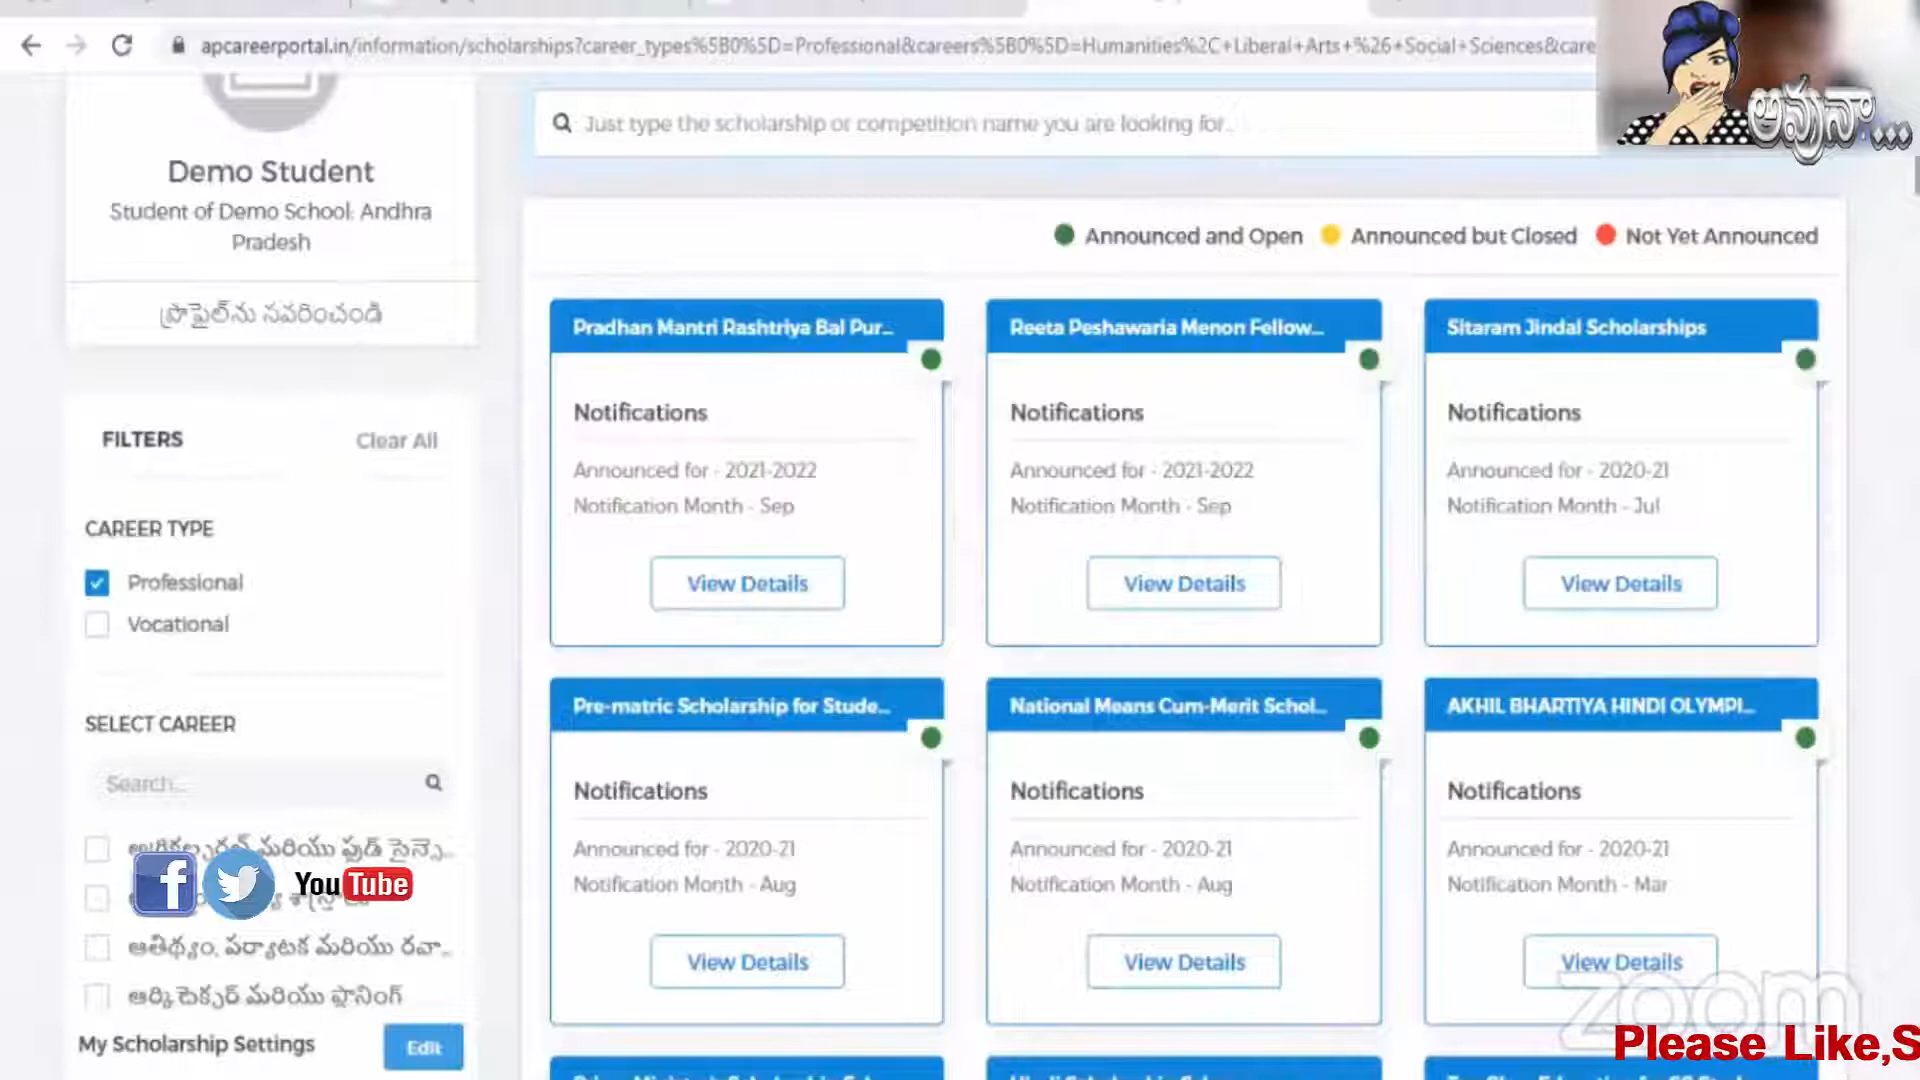 apcareerportal.in/information/scholarships?career_types%5B0%5D=Professional&careers%5B0%5D=Humanities%2C+Liberal+Arts+%26+Social+Sciences&care
అవునా...
Just type the scholarship or competition name you are looking for..
Demo Student
Student of Demo School, Andhra
Pradesh
ప్రొఫైల్‌ను సవరించండి
Announced and Open
Announced but Closed
Not Yet Announced
FILTERS
Clear All
CAREER TYPE
Professional
Vocational
SELECT CAREER
Search...
మరియు ఫుడ్ సైన్సె...
ఆతిథ్యం, పర్యాటక మరియు రవా...
ఆర్కిటెక్చర్ మరియు ప్లానింగ్
My Scholarship Settings
Edit
You Tube
Pradhan Mantri Rashtriya Bal Pur...
Notifications
Announced for - 2021-2022
Notification Month - Sep
View Details
Reeta Peshawaria Menon Fellow...
Notifications
Announced for - 2021-2022
Notification Month - Sep
View Details
Sitaram Jindal Scholarships
Notifications
Announced for - 2020-21
Notification Month - Jul
View Details
Pre-matric Scholarship for Stude...
Notifications
Announced for - 2020-21
Notification Month - Aug
View Details
National Means Cum-Merit Schol...
Notifications
Announced for - 2020-21
Notification Month - Aug
View Details
AKHIL BHARTIYA HINDI OLYMPI...
Notifications
Announced for - 2020-21
Notification Month - Mar
View Details
zoom
Please Like,S